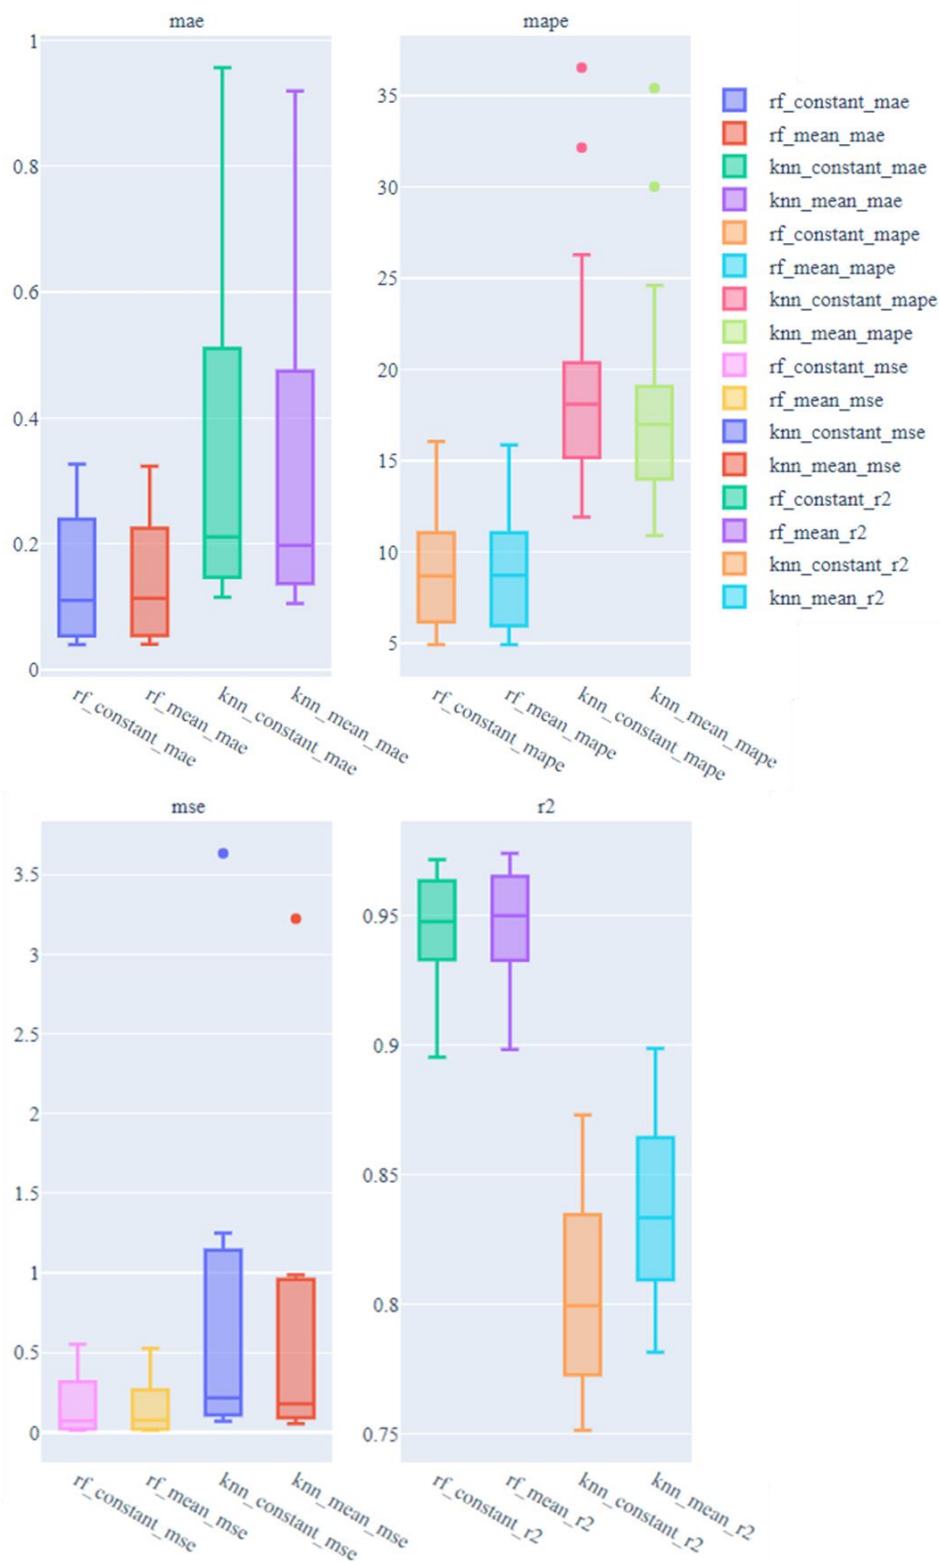 mae
1
0.8
0.6
0.4
0.2
0
rf_constant_mae
rf_mean_mae
knn_constant_mae
knn_mean_mae
mape
35
30
25
20
15
10
5
rf_constant_mape
rf_mean_mape
knn_constant_mape
knn_mean_mape
rf_constant_mae
rf_mean_mae
knn_constant_mae
knn_mean_mae
rf_constant_mape
rf_mean_mape
knn_constant_mape
knn_mean_mape
rf_constant_mse
rf_mean_mse
knn_constant_mse
knn_mean_mse
rf_constant_r2
rf_mean_r2
knn_constant_r2
knn_mean_r2
mse
3.5
3
2.5
2
1.5
1
0.5
0
rf_constant_mse
rf_mean_mse
knn_constant_mse
knn_mean_mse
r2
0.95
0.9
0.85
0.8
0.75
rf_constant_r2
rf_mean_r2
knn_constant_r2
knn_mean_r2